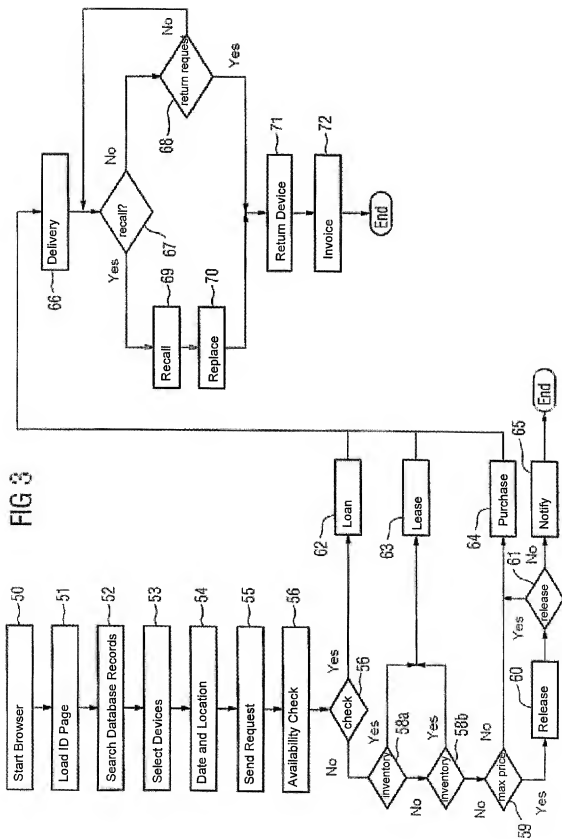 FIG 3
Start Browser
50
Load ID Page
51
Search Database Records
52
Select Devices
53
Date and Location
54
Send Request
55
Availability Check
56
check
56
Yes
No
Loan
62
inventory
58a
Yes
No
Lease
63
inventory
58b
Yes
No
max price
59
No
Yes
Purchase
64
Release
60
release
61
Yes
No
Notify
65
End
Delivery
66
recall?
67
Yes
No
return request
68
No
Yes
Recall
69
Replace
70
Return Device
71
Invoice
72
End